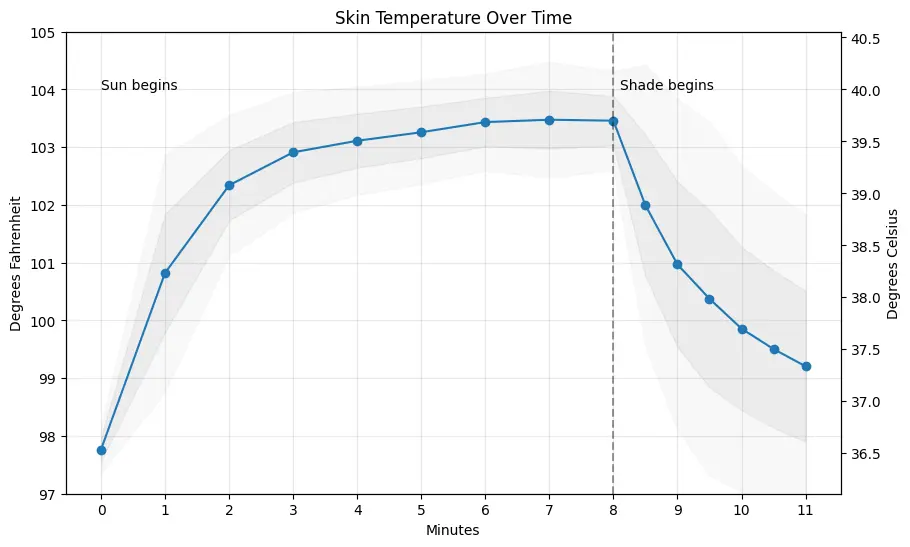 Skin Temperature Over Time
Sun begins
Shade begins
Degrees Fahrenheit
105
104
103
102
101
100
99
98
97
40.5
40.0
39.5
39.0
38.5
38.0
37.5
37.0
36.5
Degrees Celsius
0 1 2 3 4 5 6 7 8 9 10 11
Minutes